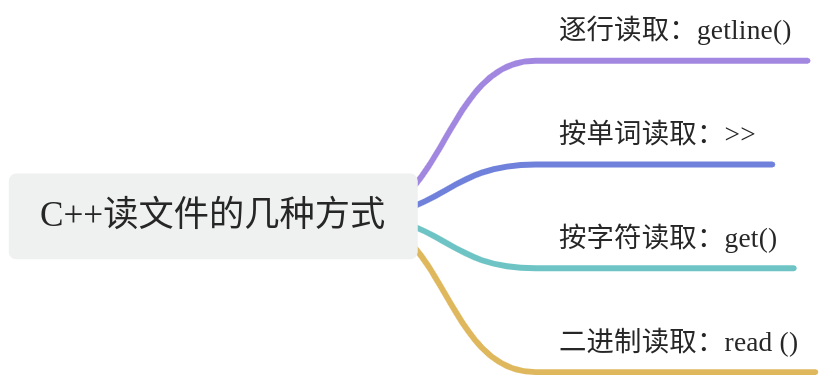 C++读文件的几种方式
逐行读取：getline()
按单词读取：>>
按字符读取：get()
二进制读取：read ()